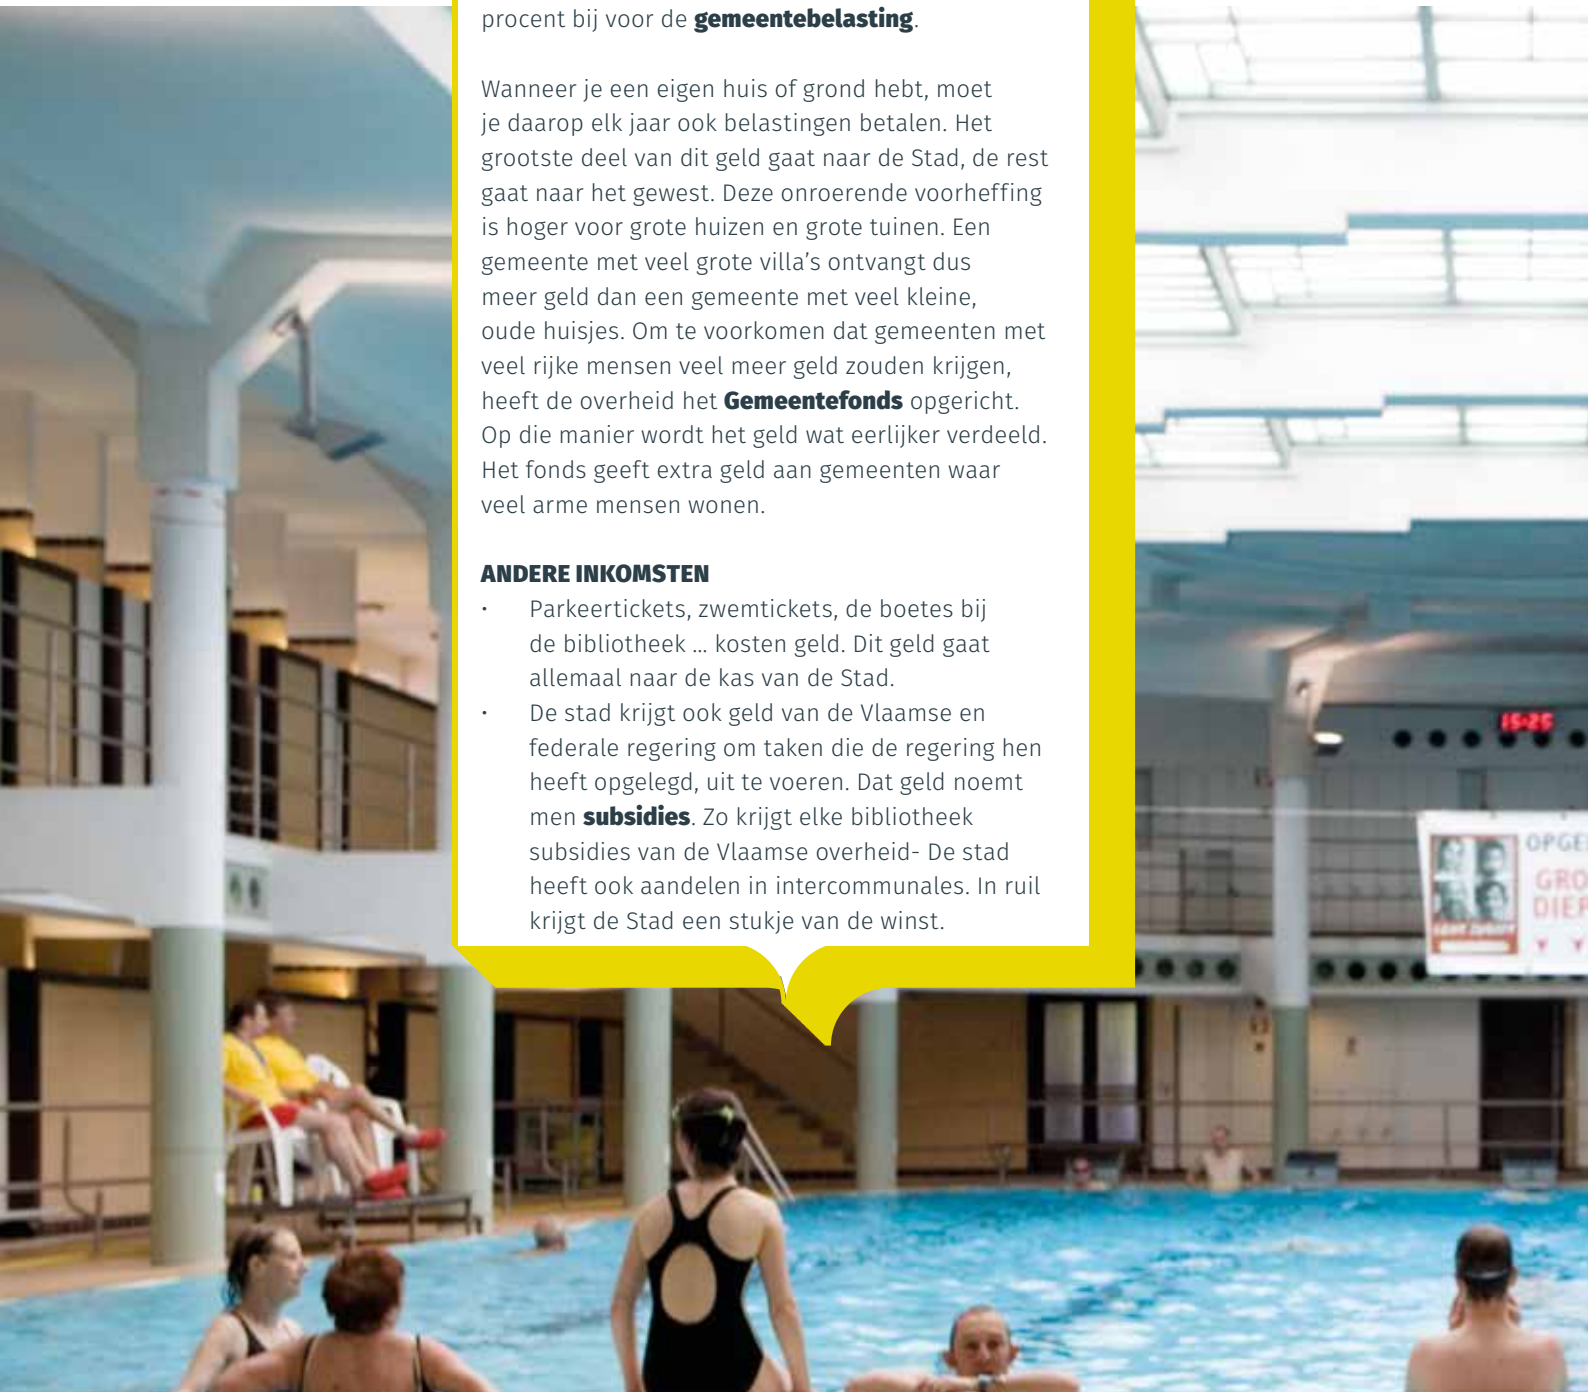 procent bij voor de gemeentebelasting.
Wanneer je een eigen huis of grond hebt, moet
je daarop elk jaar ook belastingen betalen. Het
grootste deel van dit geld gaat naar de Stad, de rest
gaat naar het gewest. Deze onroerende voorheffing
is hoger voor grote huizen en grote tuinen. Een
gemeente met veel grote villa's ontvangt dus
meer geld dan een gemeente met veel kleine,
oude huisjes. Om te voorkomen dat gemeenten met
veel rijke mensen veel meer geld zouden krijgen,
heeft de overheid het Gemeentefonds opgericht.
Op die manier wordt het geld wat eerlijker verdeeld.
Het fonds geeft extra geld aan gemeenten waar
veel arme mensen wonen.
ANDERE INKOMSTEN
• Parkeertickets, zwemtickets, de boetes bij
de bibliotheek ... kosten geld. Dit geld gaat
allemaal naar de kas van de Stad.
• De stad krijgt ook geld van de Vlaamse en
federale regering om taken die de regering hen
heeft opgelegd, uit te voeren. Dat geld noemt
men subsidies. Zo krijgt elke bibliotheek
subsidies van de Vlaamse overheid- De stad
heeft ook aandelen in intercommunales. In ruil
krijgt de Stad een stukje van de winst.
15:25
OPGE
GRO
DIEP